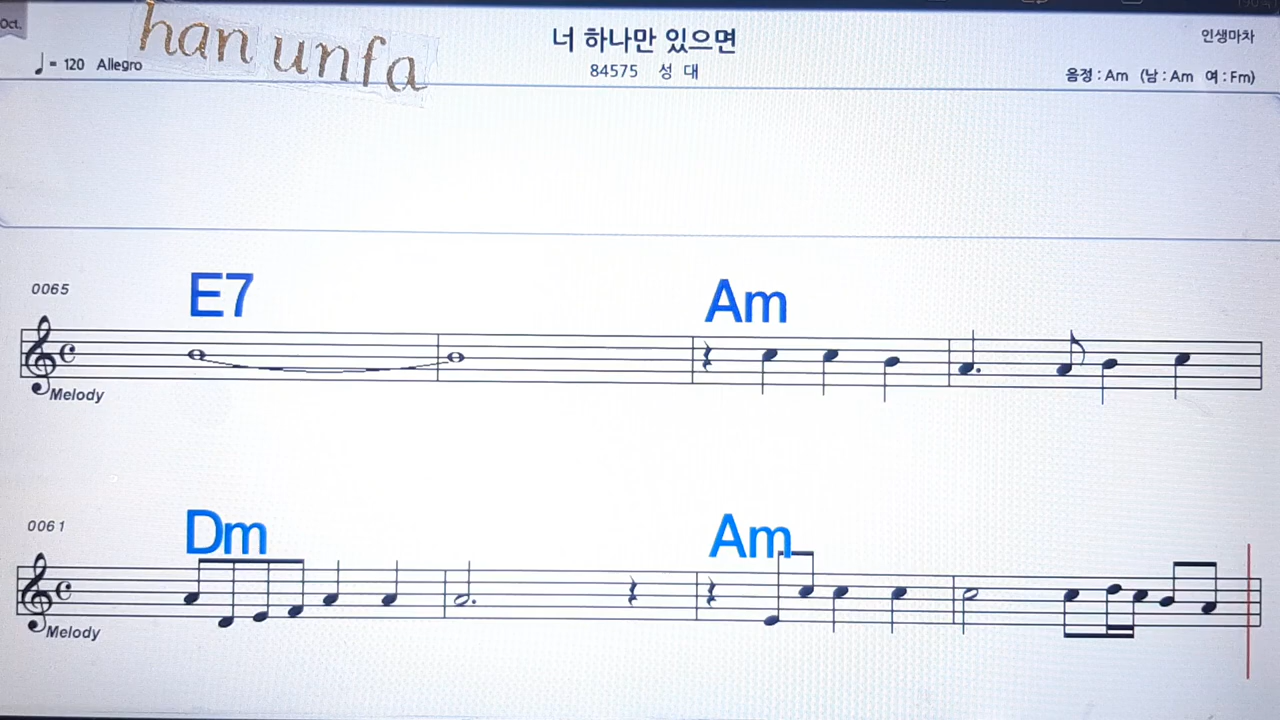 Oct.
han unfa
너 하나만 있으면
인생마차
♩ = 120 Allegro
84575 성 대
음정 : Am (남 : Am 여 : Fm)
0065
E7
Am
Melody
0061
Dm
Am
Melody